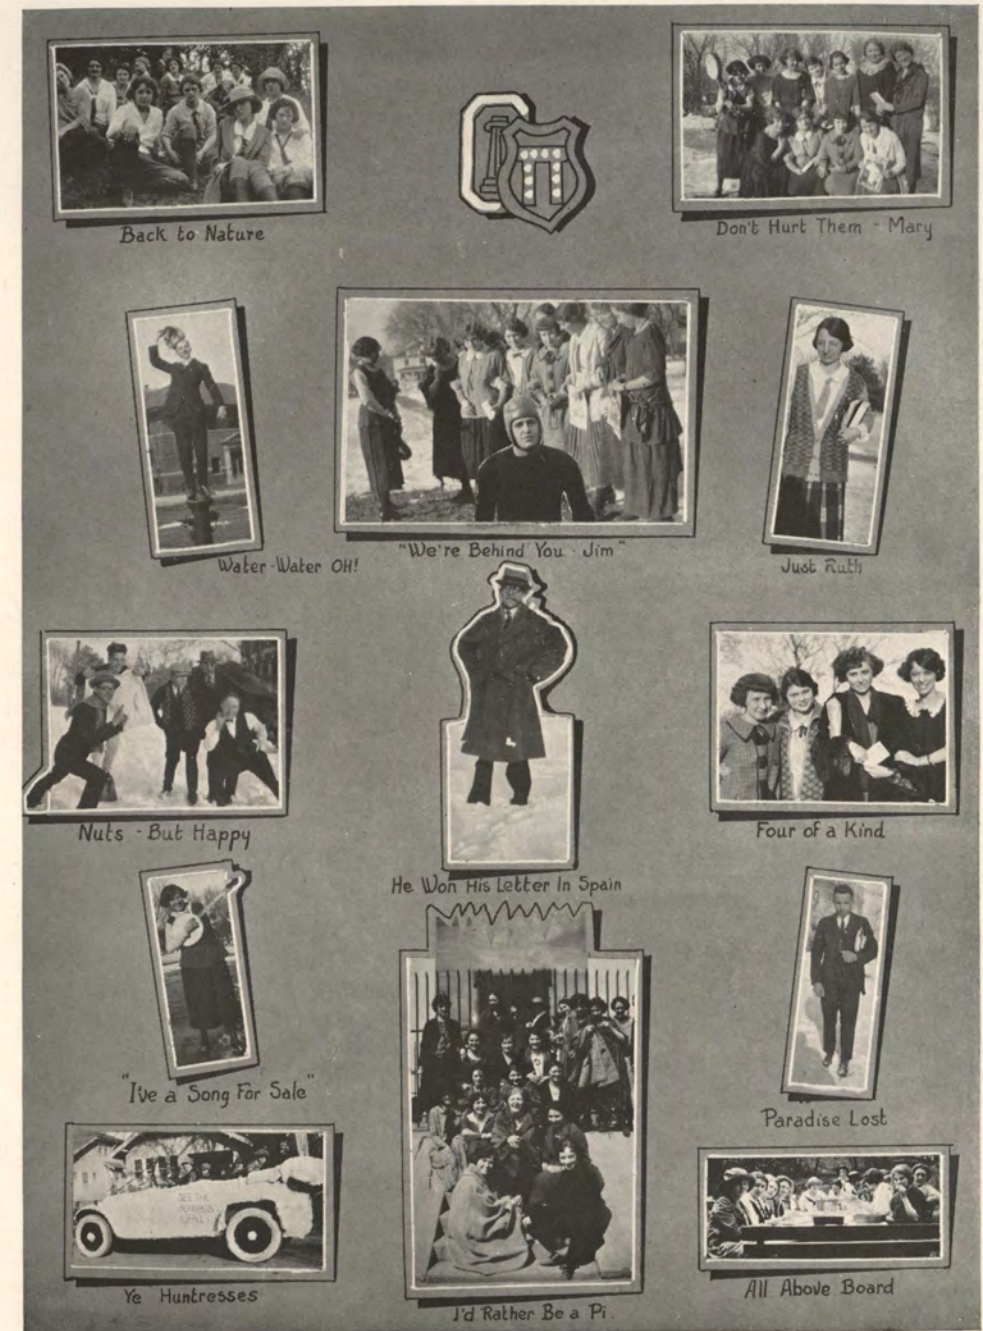 Back to Nature
Don't Hurt Them - Mary
Water-Water OH!
"We're Behind You - Jim"
Just Ruth
Nuts - But Happy
He Won His Letter In Spain
Four of a Kind
"I've a Song For Sale"
Paradise Lost
SEE THE
Ye Huntresses
I'd Rather Be a Pi.
All Above Board